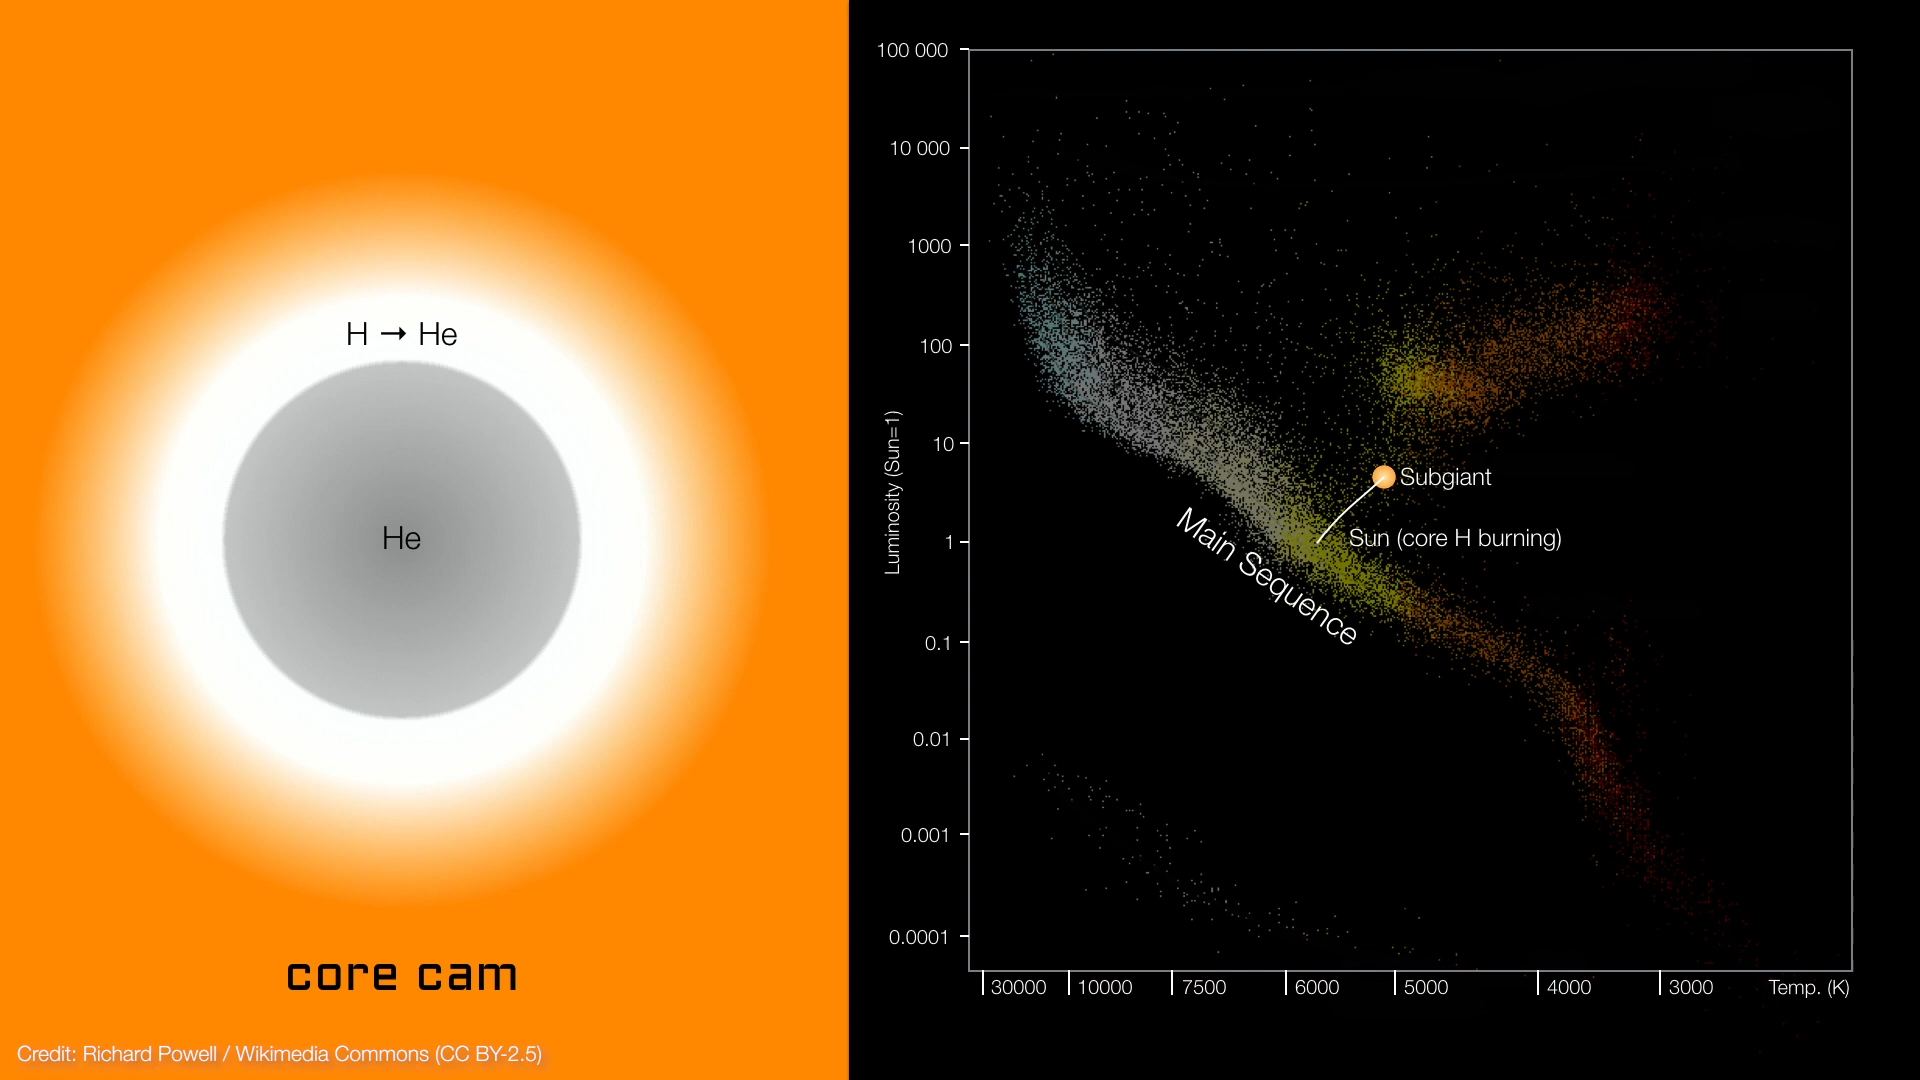 H → He
He
core cam
Credit: Richard Powell / Wikimedia Commons (CC BY-2.5)
100 000
10 000
1000
100
10
1
0.1
0.01
0.001
0.0001
Luminosity (Sun=1)
Subgiant
Sun (core H burning)
Main Sequence
30000 10000 7500 6000 5000 4000 3000 Temp. (K)